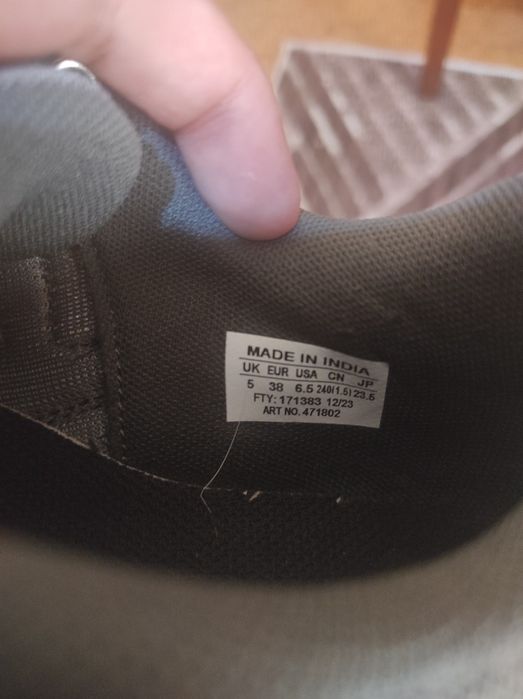 MADE IN INDIA
UK EUR USA CN JP
5 38 6.5 240(1.5) 23.5
FTY: 171383 12/23
ART NO. 471802